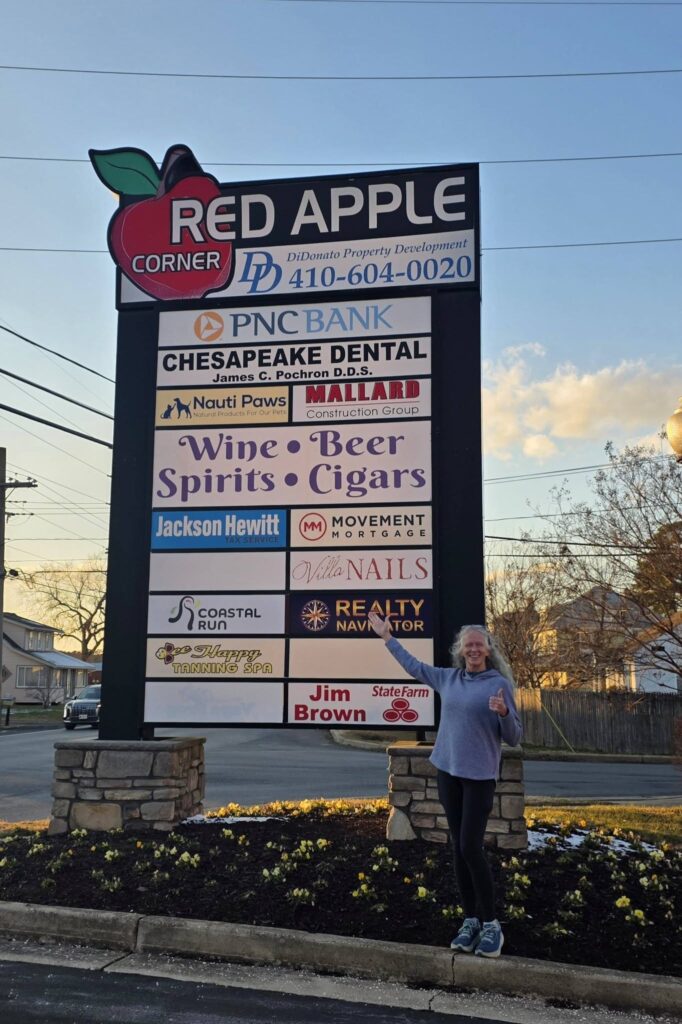 RED APPLE
CORNER
DD DiDonato Property Development
410-604-0020
PNC BANK
CHESAPEAKE DENTAL
James C. Pochron D.D.S.
Nauti Paws
Natural Products For Our Pets
MALLARD
Construction Group
Wine • Beer
Spirits • Cigars
Jackson Hewitt
TAX SERVICE
MM MOVEMENT
MORTGAGE
Villa NAILS
COASTAL
RUN
REALTY
NAVIGATOR
Bee Happy
TANNING SPA
Jim
Brown
State Farm